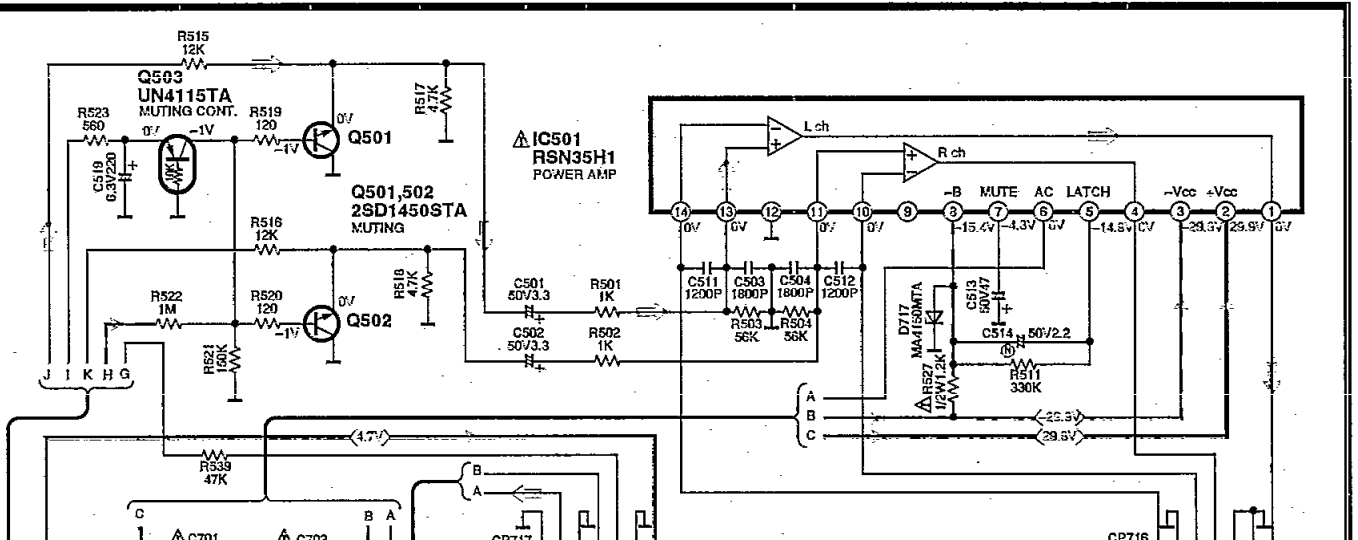 R515
12K
Q503
UN4115TA
MUTING CONT.
R523
560
0V
-1V
R519
120
-1V
0V
Q501
R517
4.7K
C519
6.3V220
+
10K
IC501
RSN35H1
POWER AMP
Q501,502
2SD1450STA
MUTING
R516
12K
R518
4.7K
R522
1M
R520
120
-1V
0V
Q502
R521
150K
J I K H G
C501
50V3.3
+
R501
1K
C502
50V3.3
+
R502
1K
L ch
R ch
-B MUTE AC LATCH -Vcc +Vcc
14 13 12 11 10 9 8 7 6 5 4 3 2 1
0V 0V 0V 0V -15.4V -4.3V 0V -14.8V 0V 29.9V 0V
C511
1200P
C503
1800P
C504
1800P
C512
1200P
R503
56K
R504
56K
D717
MA4150MTA
C513
50V47
+
C514
50V2.2
R511
330K
R527
1/2W1.2K
A
B
C
29.8V
4.7V
R539
47K
B
A
C
B A
C701
CP717
CP716